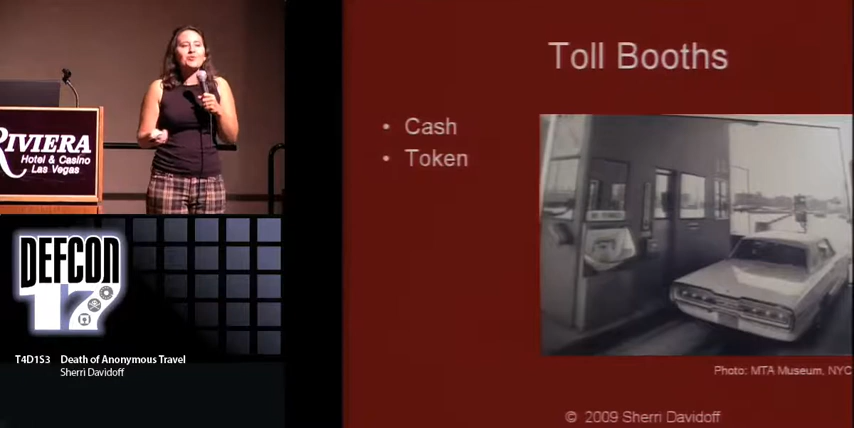 RIVIERA
Hotel & Casino
Las Vegas
DEFCON
17
T4D1S3 Death of Anonymous Travel
Sherri Davidoff
Toll Booths
• Cash
• Token
Photo: MTA Museum, NYC
© 2009 Sherri Davidoff